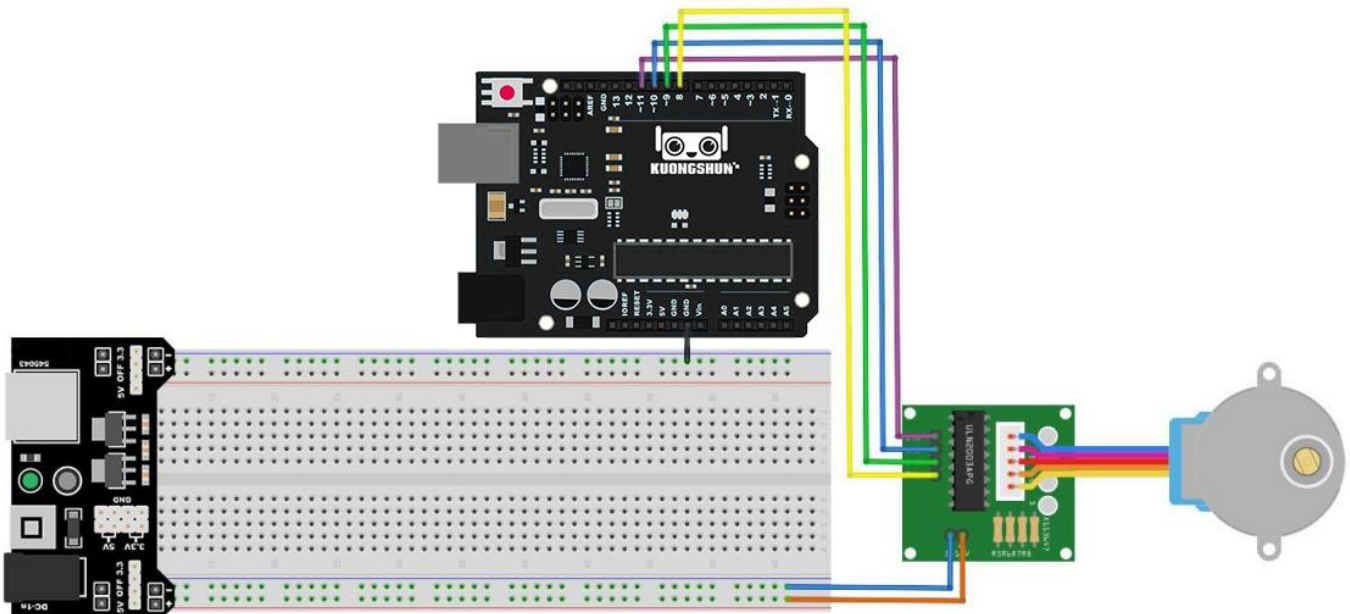 AREF
GND
13
12
~11
~10
~9
8
7
~6
~5
4
~3
2
TX→1
RX←0
KUONGSHUN
IOREF
RESET
3.3V
5V
GND
GND
Vin
A0
A1
A2
A3
A4
A5
545043
5V OFF 3.3
-
+
GND
5V
3.3V
5V OFF 3.3
-
+
ULN2003APG
R5R6R7R8